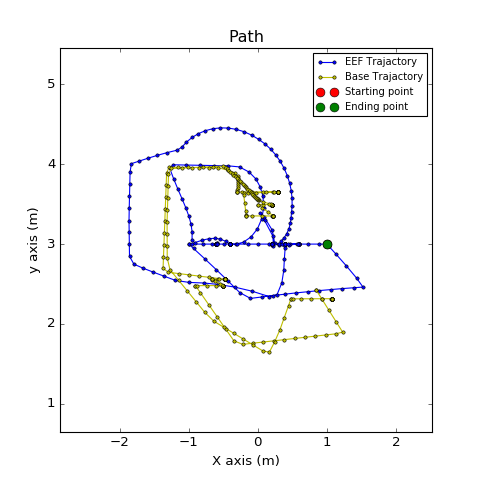 Path
EEF Trajactory
Base Trajactory
Starting point
Ending point
y axis (m)
5
4
3
2
1
−2
−1
0
1
2
X axis (m)